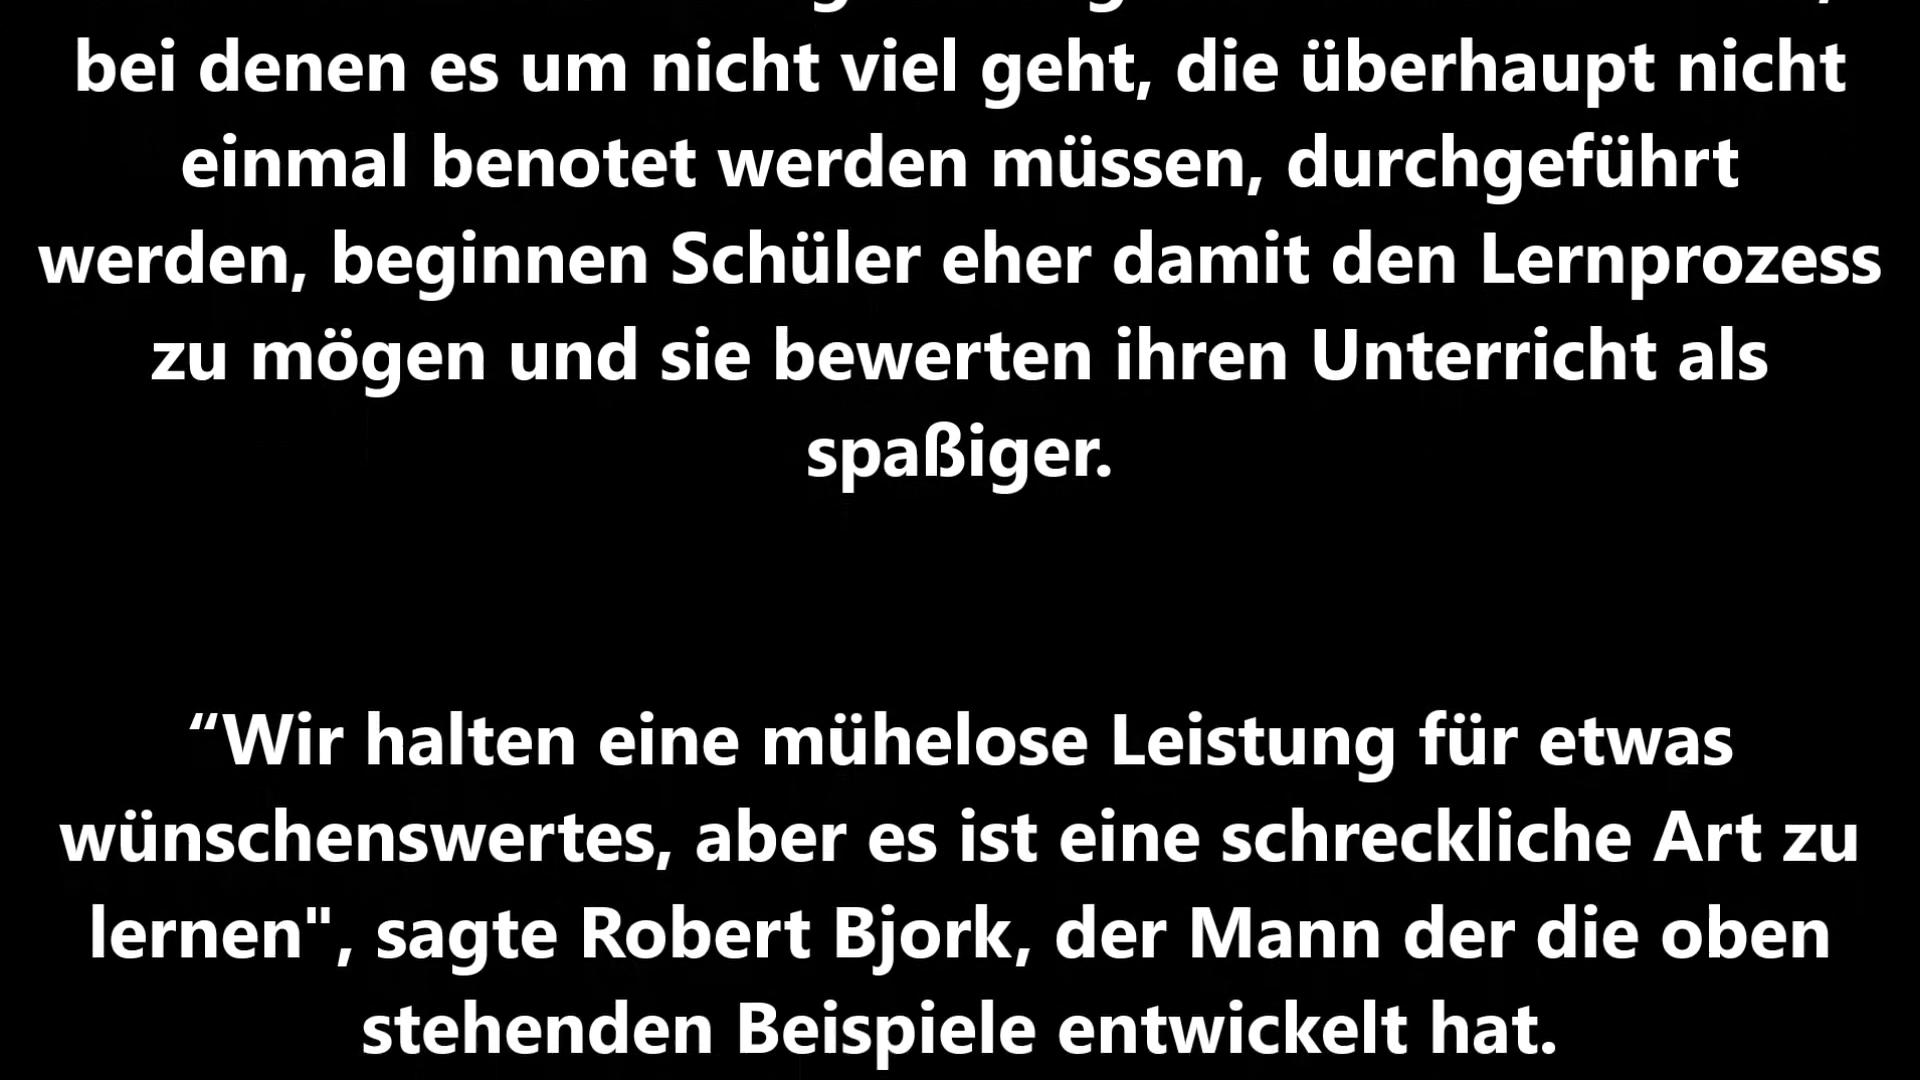 bei denen es um nicht viel geht, die überhaupt nicht
einmal benotet werden müssen, durchgeführt
werden, beginnen Schüler eher damit den Lernprozess
zu mögen und sie bewerten ihren Unterricht als
spaßiger.
“Wir halten eine mühelose Leistung für etwas
wünschenswertes, aber es ist eine schreckliche Art zu
lernen", sagte Robert Bjork, der Mann der die oben
stehenden Beispiele entwickelt hat.